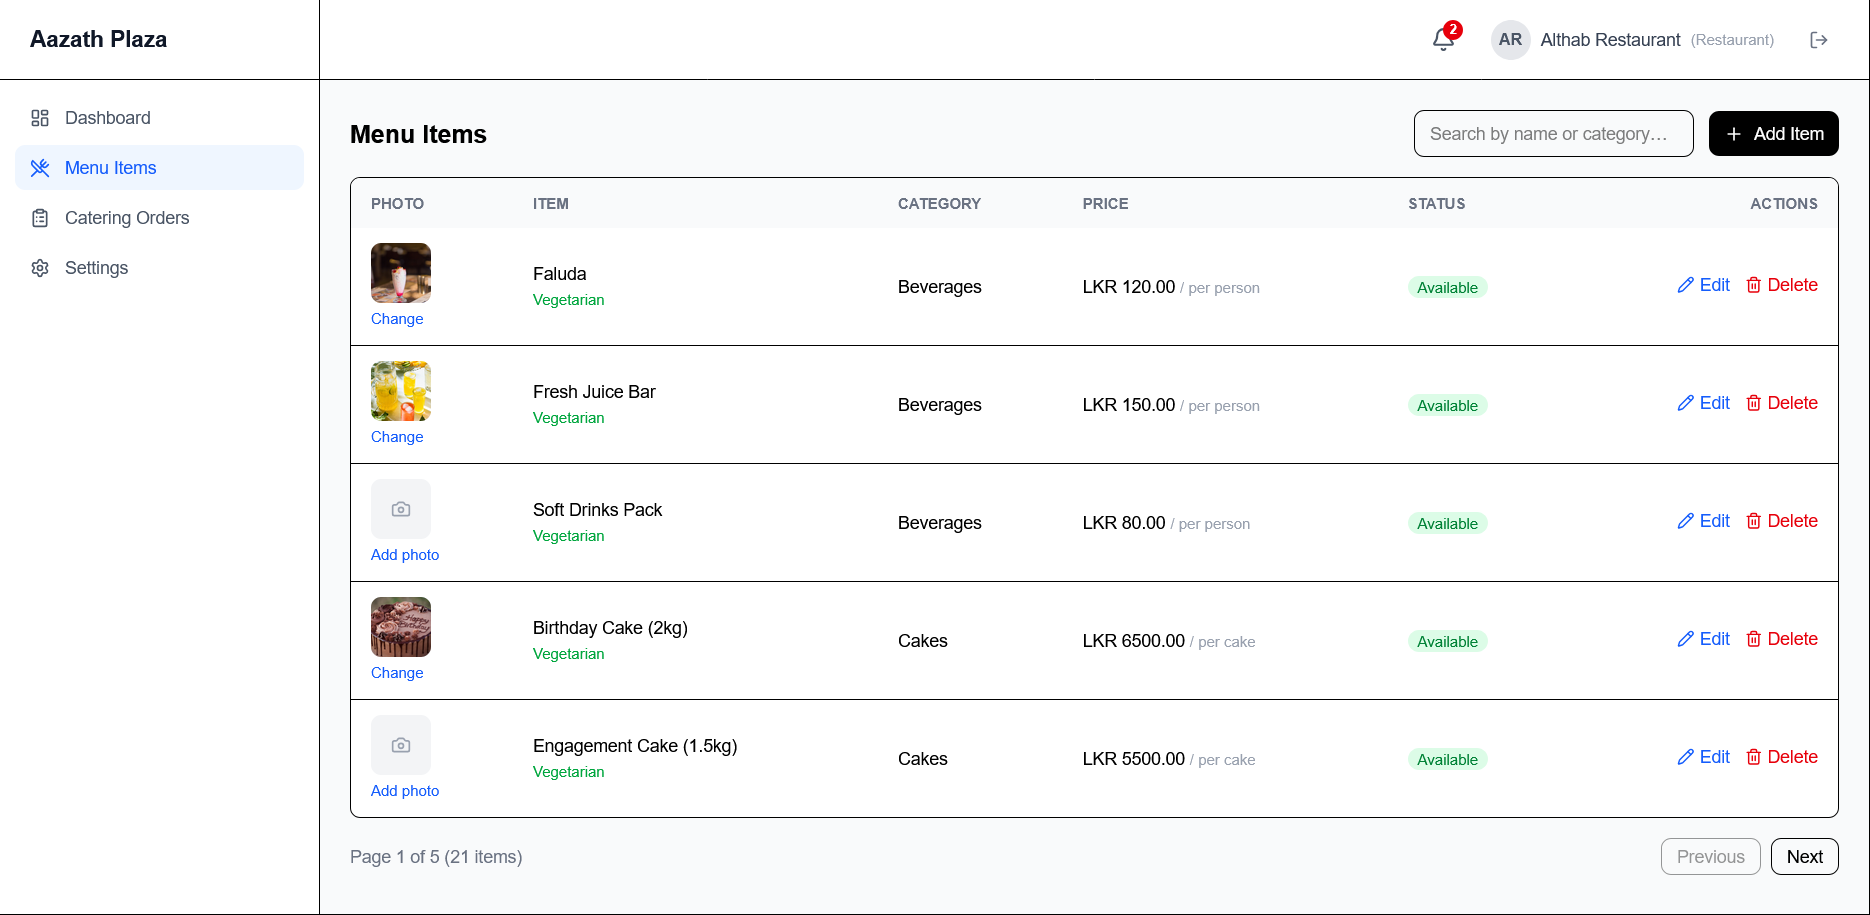 Aazath Plaza
2
AR Althab Restaurant (Restaurant)
Dashboard
Menu Items
Catering Orders
Settings
Menu Items
Search by name or category…
Add Item
PHOTO ITEM CATEGORY PRICE STATUS ACTIONS
Faluda
Vegetarian
Beverages
LKR 120.00 / per person
Available
Edit Delete
Change
Fresh Juice Bar
Vegetarian
Beverages
LKR 150.00 / per person
Available
Edit Delete
Change
Soft Drinks Pack
Vegetarian
Beverages
LKR 80.00 / per person
Available
Edit Delete
Add photo
Happy
Birthday
Birthday Cake (2kg)
Vegetarian
Cakes
LKR 6500.00 / per cake
Available
Edit Delete
Change
Engagement Cake (1.5kg)
Vegetarian
Cakes
LKR 5500.00 / per cake
Available
Edit Delete
Add photo
Page 1 of 5 (21 items)
Previous Next